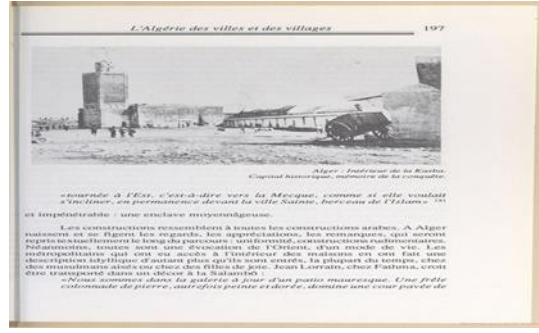 L'Algérie des villes et des villages 197
Alger : Intérieur de la Kasba.
Capital historique, mémoire de la conquête.
«tournée à l'Est, c'est-à-dire vers la Mecque, comme si elle voulait
s'incliner, en permanence devant la ville Sainte, berceau de l'Islam»
et impénétrable : une enclave moyennâgeuse.
Les constructions ressemblent à toutes les constructions arabes. A Alger
naissent et se figent les regards, les appréciations, les remarques, qui seront
repris textuellement le long du parcours : uniformité, constructions rudimentaires.
Néanmoins, toutes sont une évocation de l'Orient, d'un mode de vie. Les
métropolitains qui ont eu accès à l'intérieur des maisons en ont fait une
description idyllique d'autant plus qu'ils sont entrés, la plupart du temps, chez
des musulmans aisés ou chez des filles de joie. Jean Lorrain, chez Fathma, croit
être transporté dans un décor à la Salambô :
«Nous sommes dans la galerie à jour d'un patio mauresque. Une frêle
colonnade de pierre, autrefois peinte et dorée, domine une cour pavée de